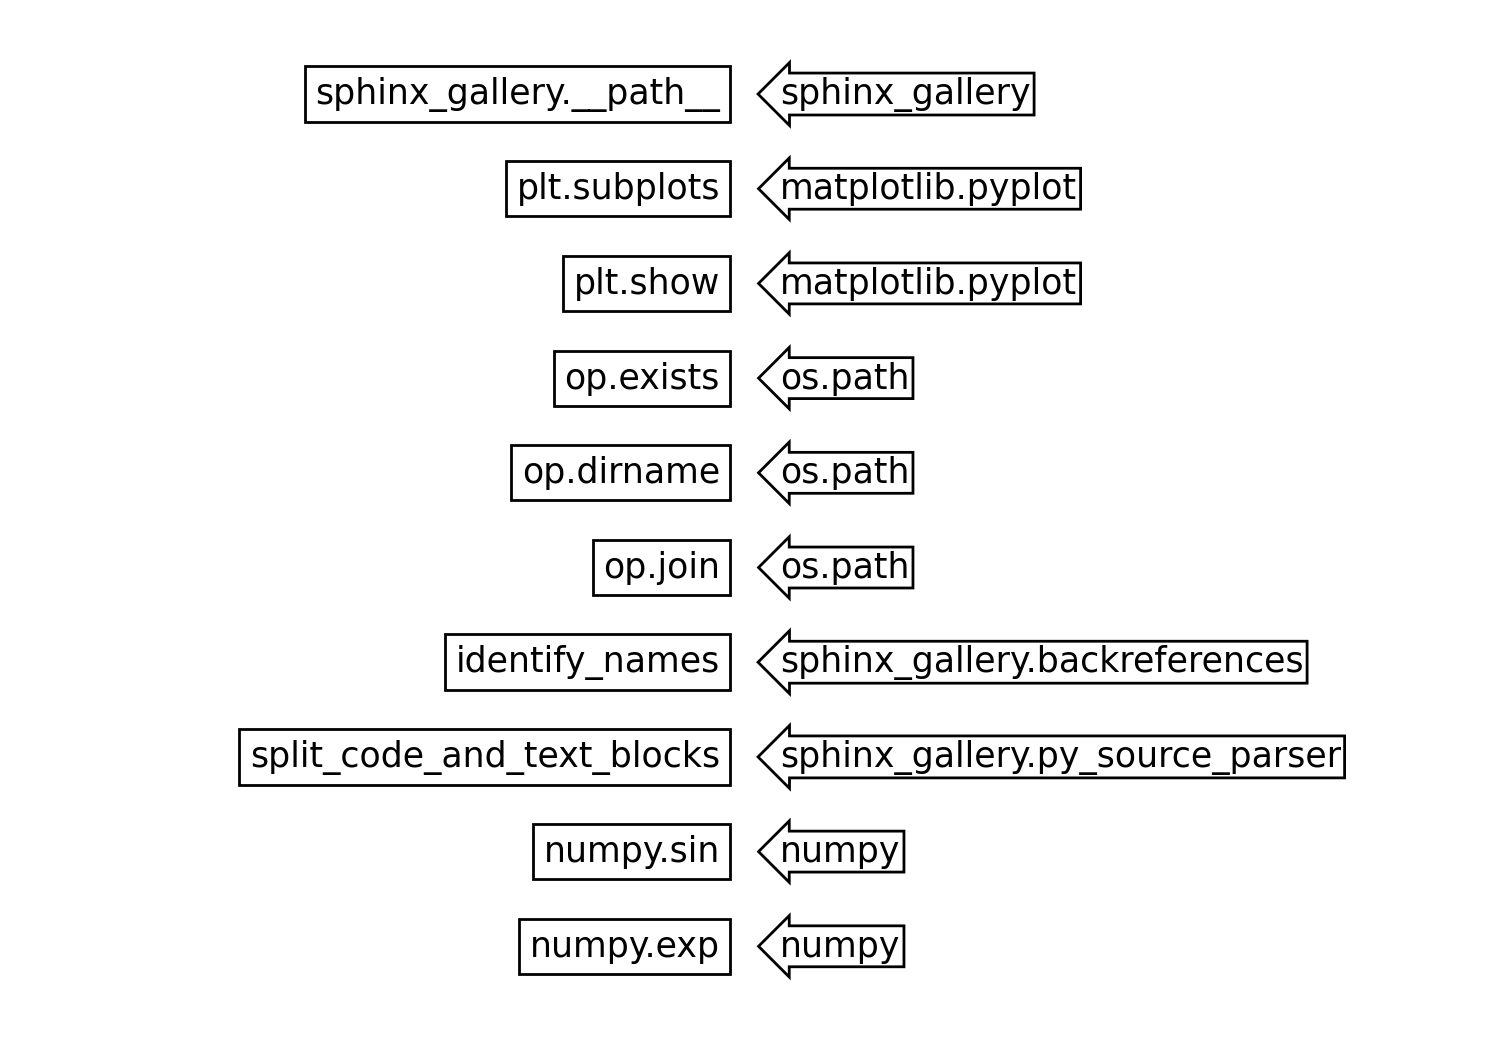 sphinx_gallery.__path__ sphinx_gallery
plt.subplots matplotlib.pyplot
plt.show matplotlib.pyplot
op.exists os.path
op.dirname os.path
op.join os.path
identify_names sphinx_gallery.backreferences
split_code_and_text_blocks sphinx_gallery.py_source_parser
numpy.sin numpy
numpy.exp numpy